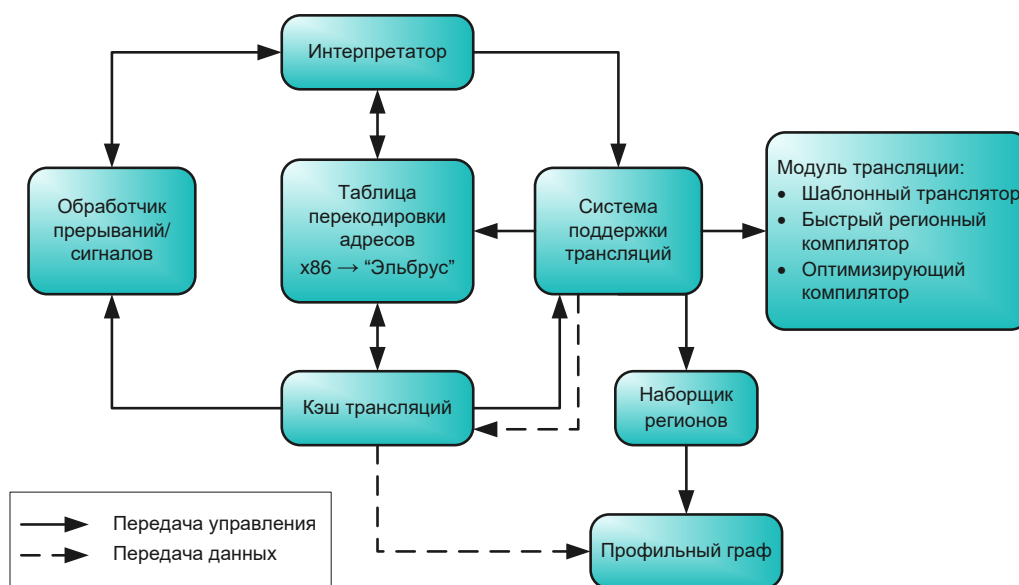 Интерпретатор
Обработчик
прерываний/
сигналов
Таблица
перекодировки
адресов
x86 → “Эльбрус”
Система
поддержки
трансляций
Модуль трансляции:
• Шаблонный транслятор
• Быстрый регионный
компилятор
• Оптимизирующий
компилятор
Кэш трансляций
Наборщик
регионов
Профильный граф
Передача управления
Передача данных